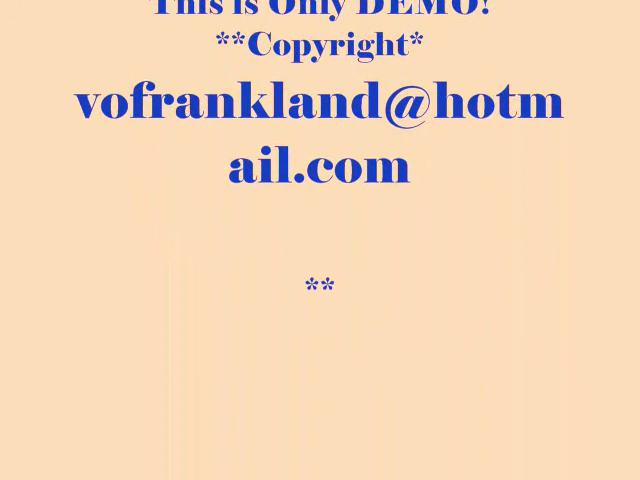 This is Only DEMO!
**Copyright*
vofrankland@hotm
ail.com
**